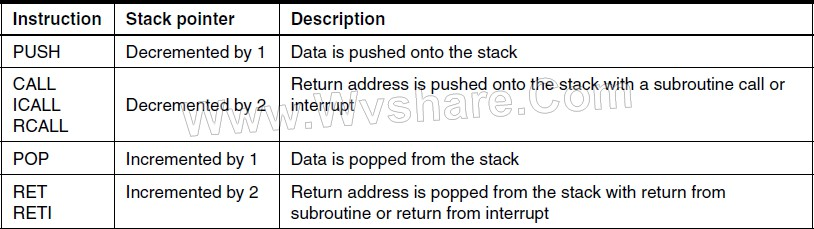 Instruction Stack pointer Description
PUSH Decremented by 1 Data is pushed onto the stack
CALL
ICALL
RCALL
Decremented by 2
Return address is pushed onto the stack with a subroutine call or
interrupt
POP Incremented by 1 Data is popped from the stack
RET
RETI
Incremented by 2
Return address is popped from the stack with return from
subroutine or return from interrupt
www.Wvshare.Com